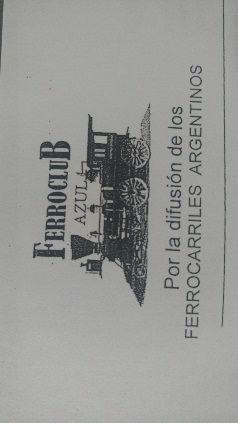 FERROCLUB
AZUL
Por la difusión de los
FERROCARRILES ARGENTINOS